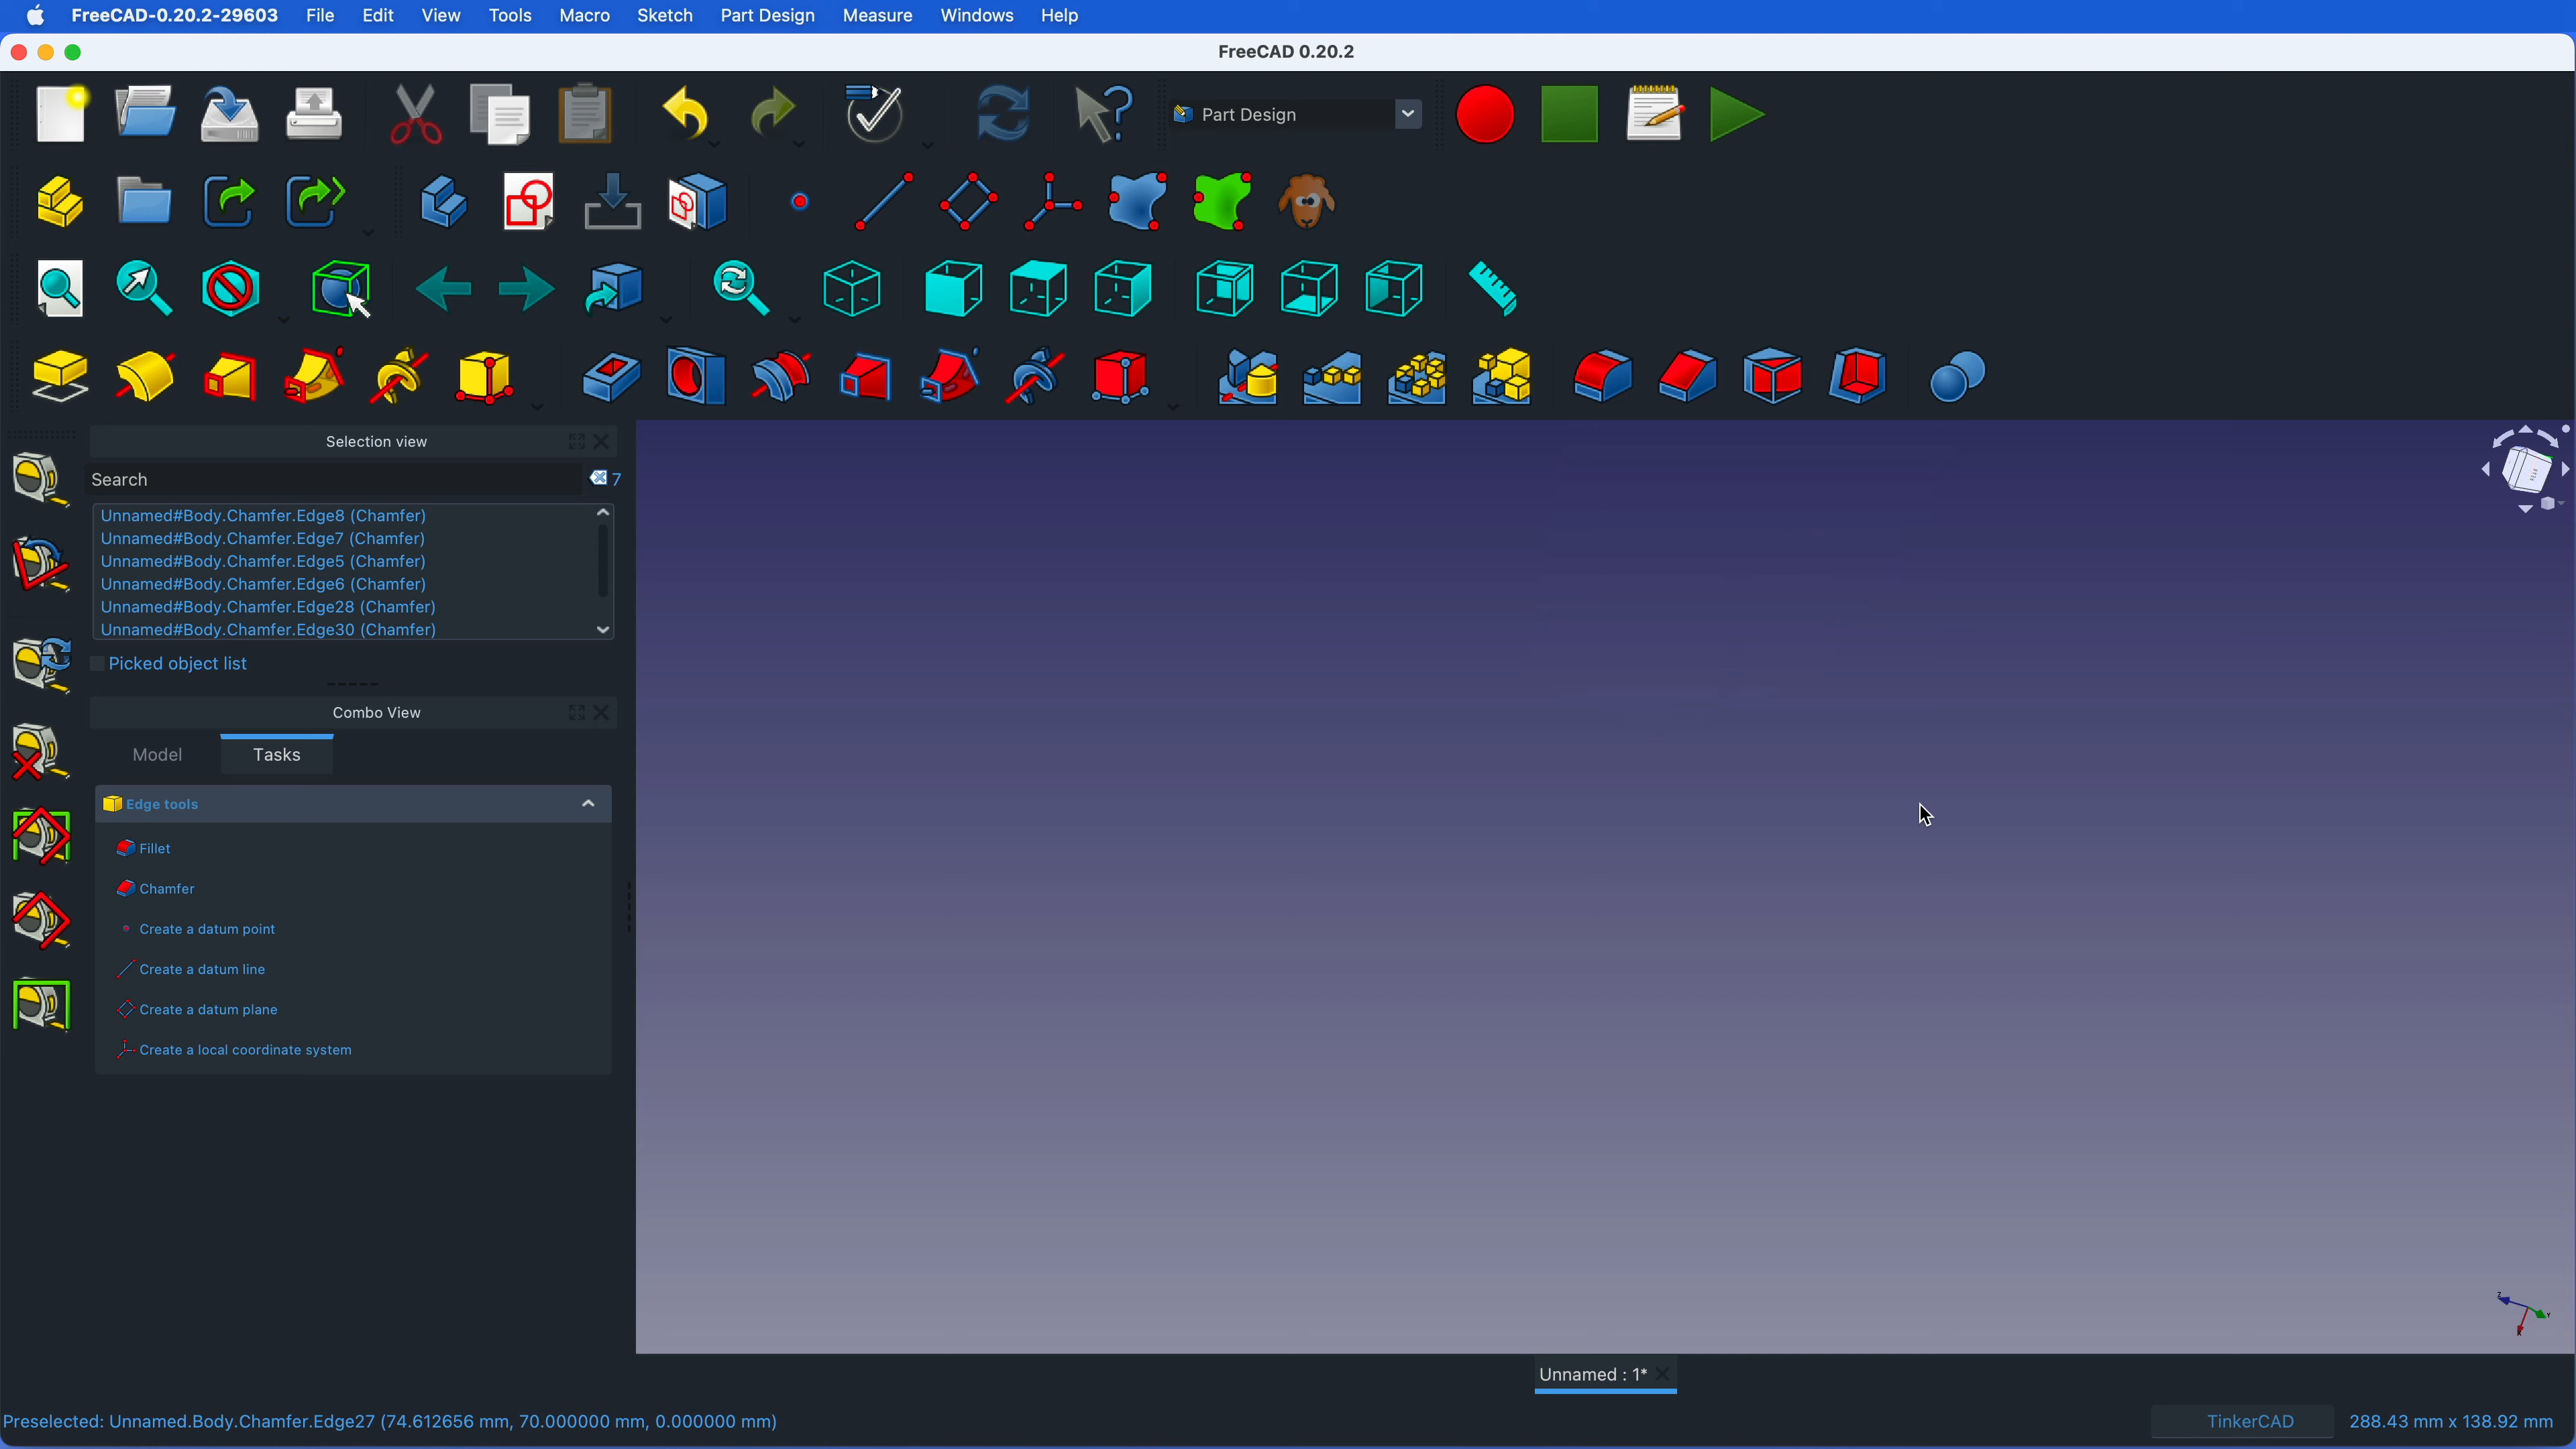 FreeCAD-0.20.2-29603 File Edit View Tools Macro Sketch Part Design Measure Windows Help
FreeCAD 0.20.2
Part Design
Selection view
Search
7
Unnamed#Body.Chamfer.Edge8 (Chamfer)
Unnamed#Body.Chamfer.Edge7 (Chamfer)
Unnamed#Body.Chamfer.Edge5 (Chamfer)
Unnamed#Body.Chamfer.Edge6 (Chamfer)
Unnamed#Body.Chamfer.Edge28 (Chamfer)
Unnamed#Body.Chamfer.Edge30 (Chamfer)
Picked object list
Combo View
Model Tasks
Edge tools
Fillet
Chamfer
Create a datum point
Create a datum line
Create a datum plane
Create a local coordinate system
Z
Y
Unnamed : 1*
Preselected: Unnamed.Body.Chamfer.Edge27 (74.612656 mm, 70.000000 mm, 0.000000 mm)
TinkerCAD 288.43 mm x 138.92 mm